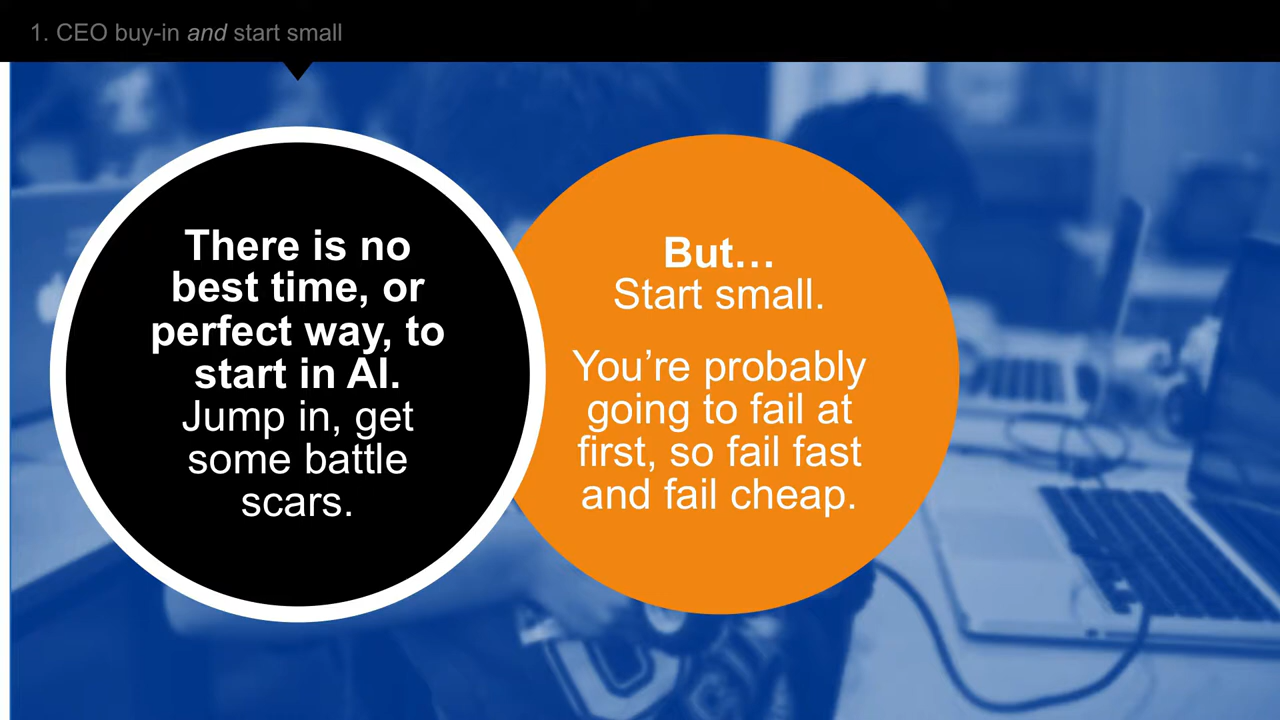 1. CEO buy-in and start small
There is no
best time, or
perfect way, to
start in AI.
Jump in, get
some battle
scars.
But…
Start small.
You’re probably
going to fail at
first, so fail fast
and fail cheap.